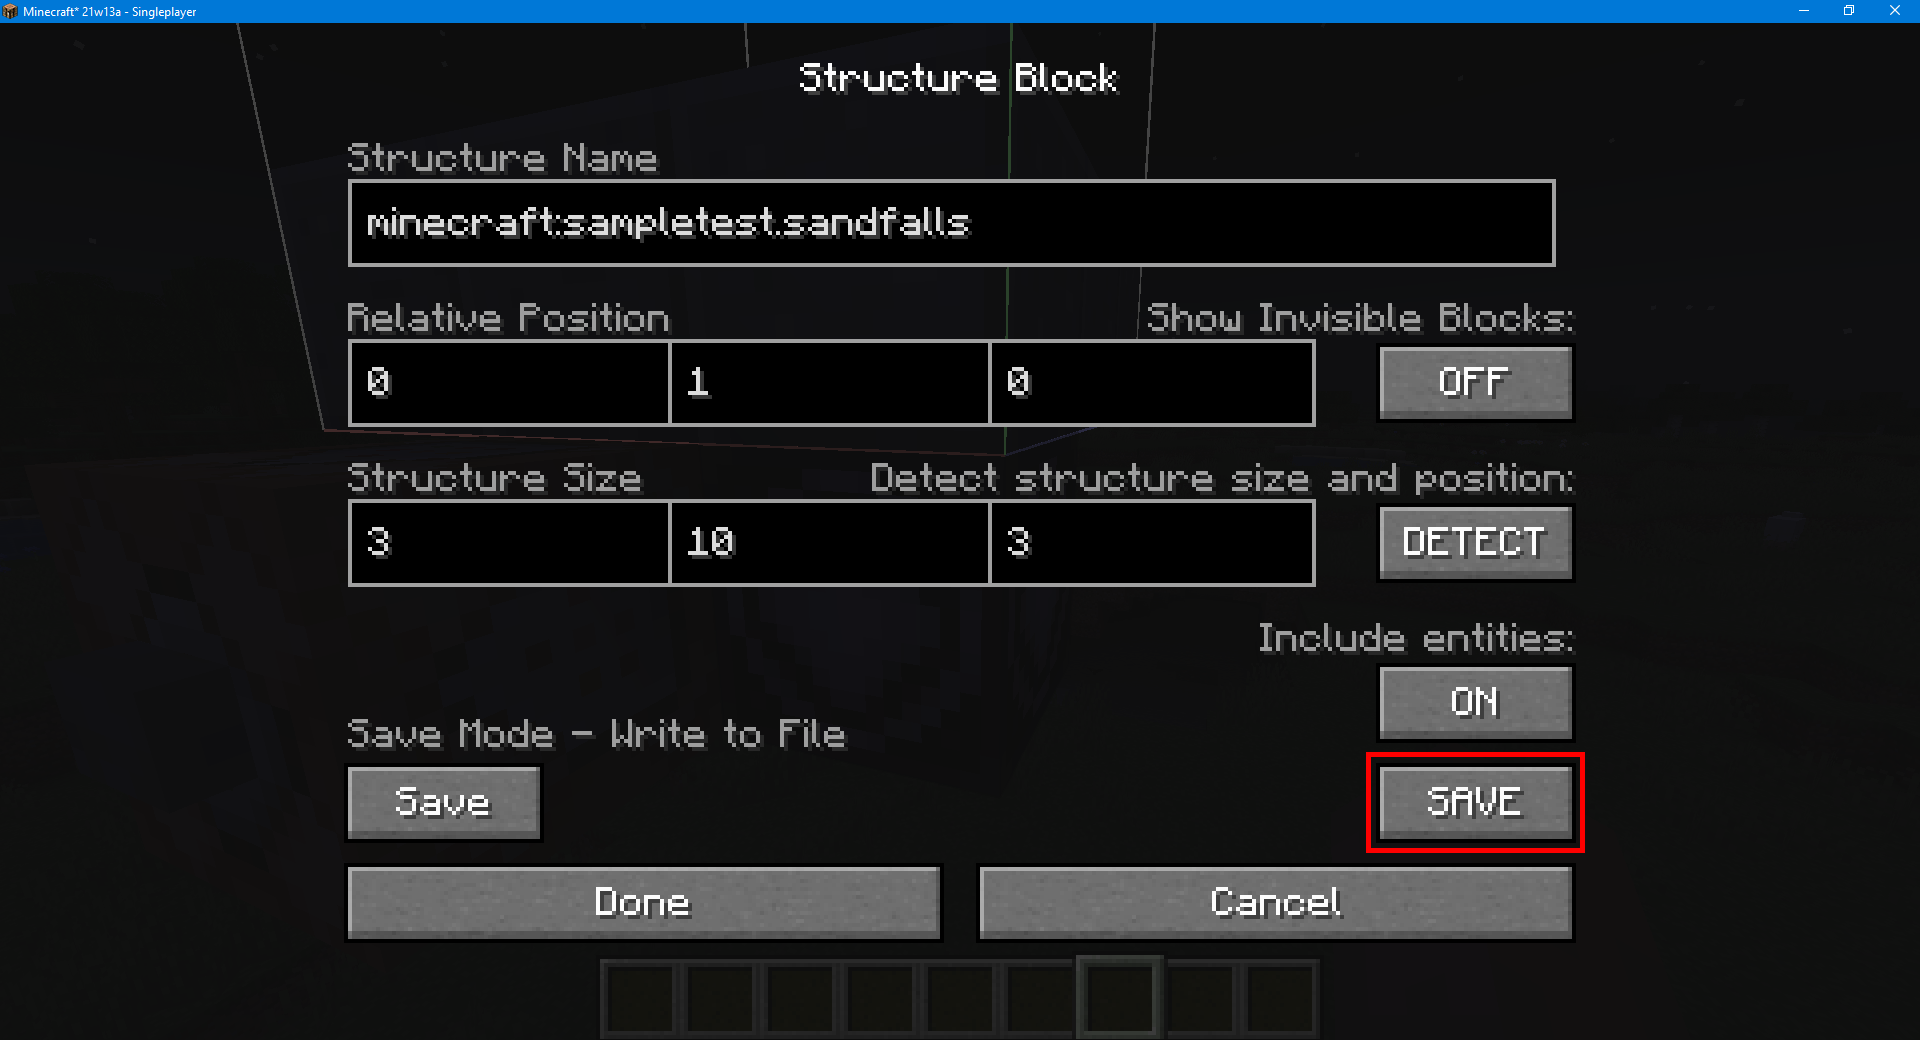 Minecraft* 21w13a - Singleplayer
Structure Block
Structure Name
minecraft:sampletest.sandfalls
Relative Position
Show Invisible Blocks:
0 1 0
OFF
Structure Size
Detect structure size and position:
3 10 3
DETECT
Include entities:
ON
Save Mode - Write to File
Save
SAVE
Done
Cancel